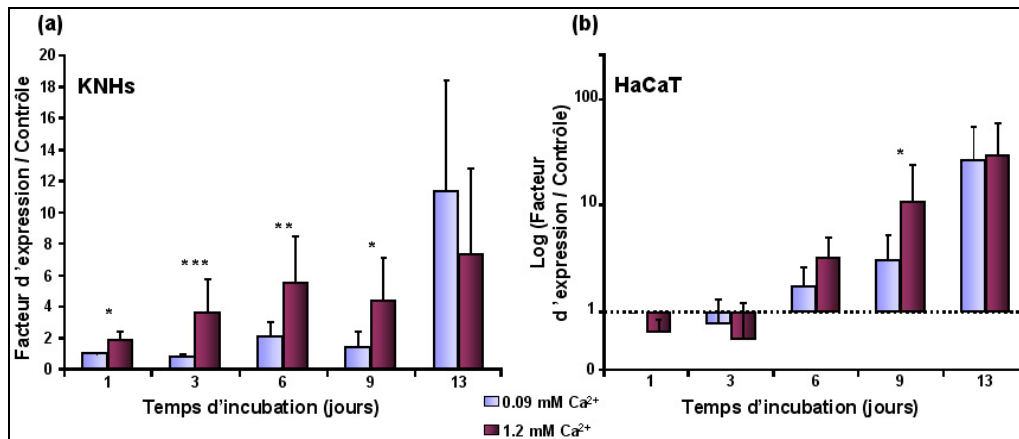 (a)
KNHs
Facteur d 'expression / Contrôle
20
18
16
14
12
10
8
6
4
2
0
*
***
**
*
1 3 6 9 13
Temps d'incubation (jours)
(b)
HaCaT
Log (Facteur
d 'expression / Contrôle)
100
10
1
0
*
1 3 6 9 13
Temps d'incubation (jours)
0.09 mM Ca²⁺
1.2 mM Ca²⁺